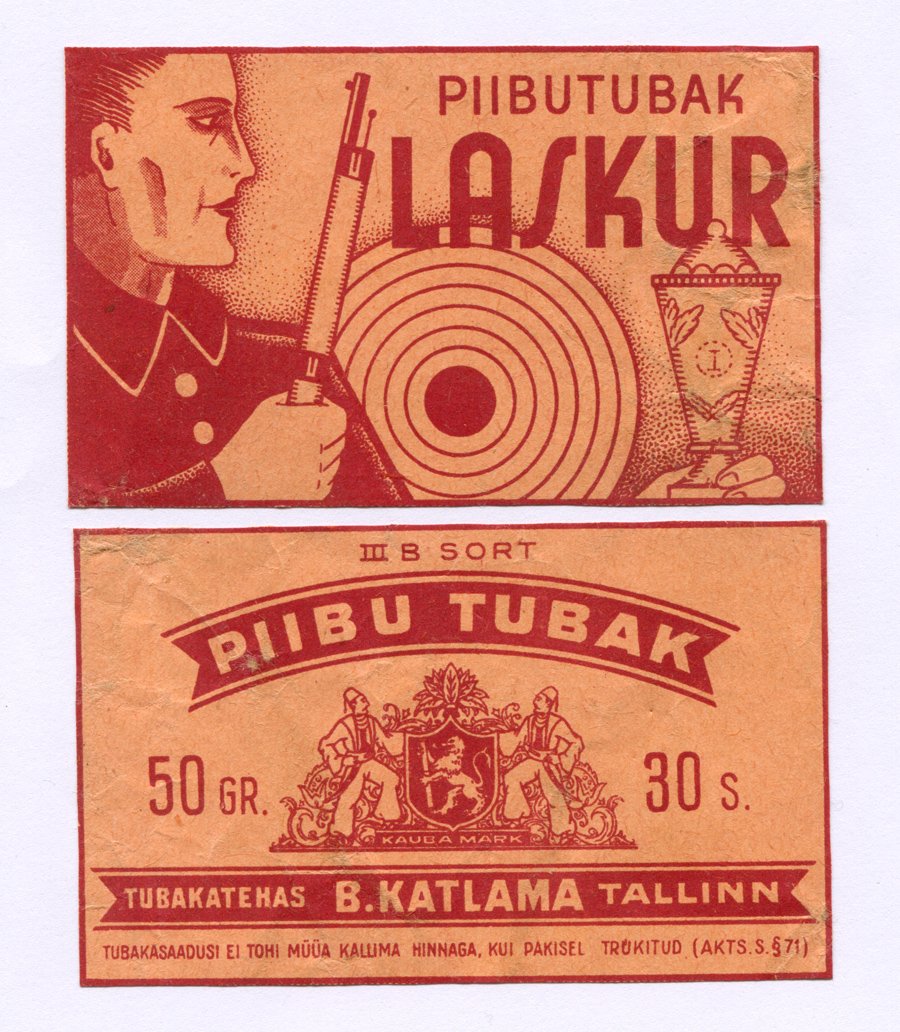 PIIBUTUBAK
LASKUR
I
III B SORT
PIIBU TUBAK
50 GR.
30 S.
KAUBA MARK
TUBAKATEHAS B.KATLAMA TALLINN
TUBAKASAADUSI EI TOHI MÜÜA KALLIMA HINNAGA, KUI PAKISEL TRÜKITUD (AKTS.S.§71)